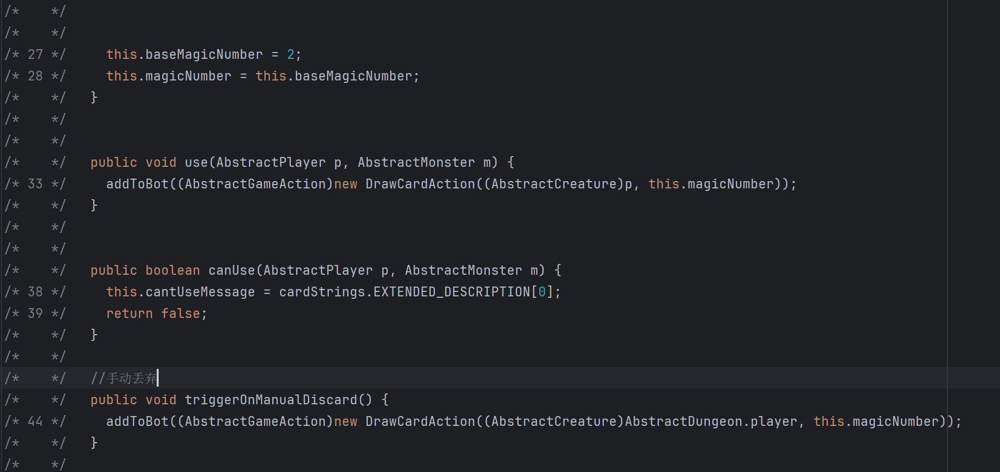 /*    */
/*    */
/* 27 */     this.baseMagicNumber = 2;
/* 28 */     this.magicNumber = this.baseMagicNumber;
/*    */   }
/*    */
/*    */
/*    */   public void use(AbstractPlayer p, AbstractMonster m) {
/* 33 */     addToBot((AbstractGameAction)new DrawCardAction((AbstractCreature)p, this.magicNumber));
/*    */   }
/*    */
/*    */
/*    */   public boolean canUse(AbstractPlayer p, AbstractMonster m) {
/* 38 */     this.cantUseMessage = cardStrings.EXTENDED_DESCRIPTION[0];
/* 39 */     return false;
/*    */   }
/*    */
/*    */   //手动丢弃
/*    */   public void triggerOnManualDiscard() {
/* 44 */     addToBot((AbstractGameAction)new DrawCardAction((AbstractCreature)AbstractDungeon.player, this.magicNumber));
/*    */   }
/*    */